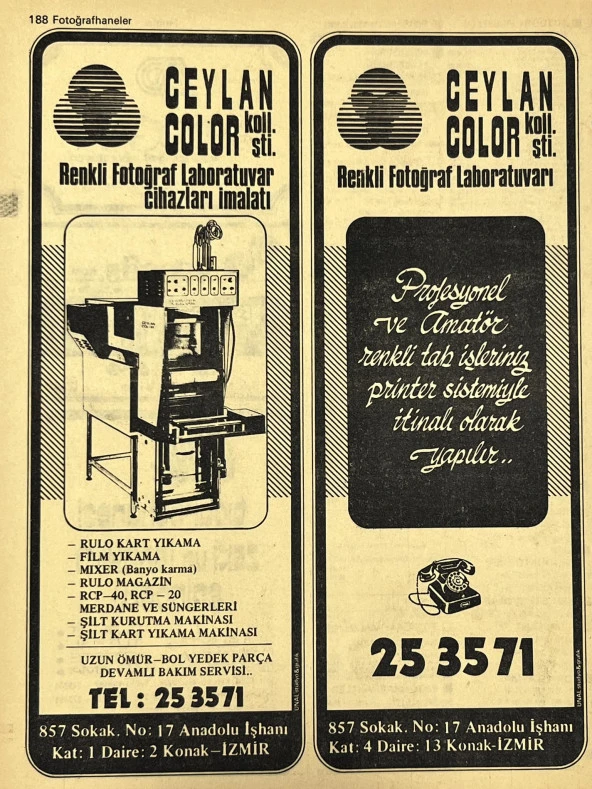 188 Fotoğrafhaneler
CEYLAN
COLOR koll.
şti.
Renkli Fotoğraf Laboratuvar
cihazları imalatı
– RULO KART YIKAMA
– FİLM YIKAMA
– MIXER (Banyo karma)
– RULO MAGAZİN
– RCP–40, RCP – 20
MERDANE VE SÜNGERLERİ
– ŞİLT KURUTMA MAKİNASI
– ŞİLT KART YIKAMA MAKİNASI
UZUN ÖMÜR–BOL YEDEK PARÇA
DEVAMLI BAKIM SERVİSİ..
TEL : 25 3571
857 Sokak. No: 17 Anadolu İşhanı
Kat: 1 Daire: 2 Konak–İZMİR
CEYLAN
COLOR koll.
şti.
Renkli Fotoğraf Laboratuvarı
Profesyonel
ve Amatör
renkli tab işleriniz
printer sistemiyle
itinalı olarak
yapılır..
25 3571
857 Sokak. No: 17 Anadolu İşhanı
Kat: 4 Daire: 13 Konak-İZMİR